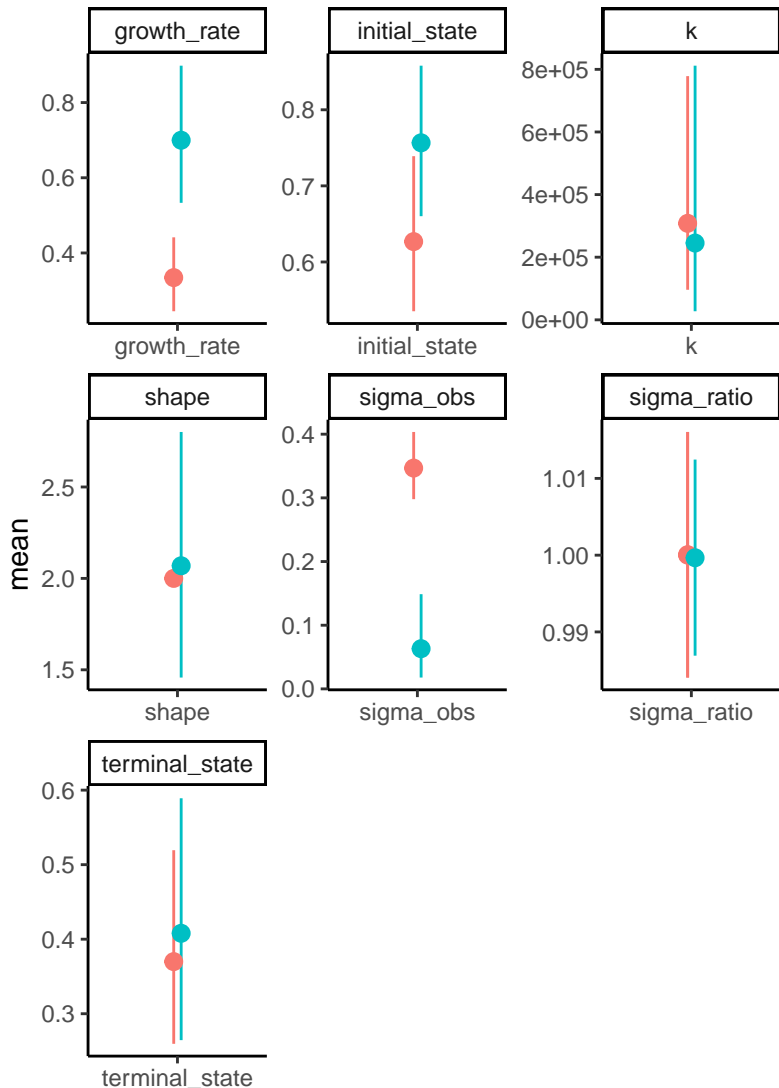 growth_rate
0.8
0.6
0.4
growth_rate
initial_state
0.8
0.7
0.6
initial_state
k
8e+05
6e+05
4e+05
2e+05
0e+00
k
mean
shape
2.5
2.0
1.5
shape
sigma_obs
0.4
0.3
0.2
0.1
0.0
sigma_obs
sigma_ratio
1.01
1.00
0.99
sigma_ratio
terminal_state
0.6
0.5
0.4
0.3
terminal_state